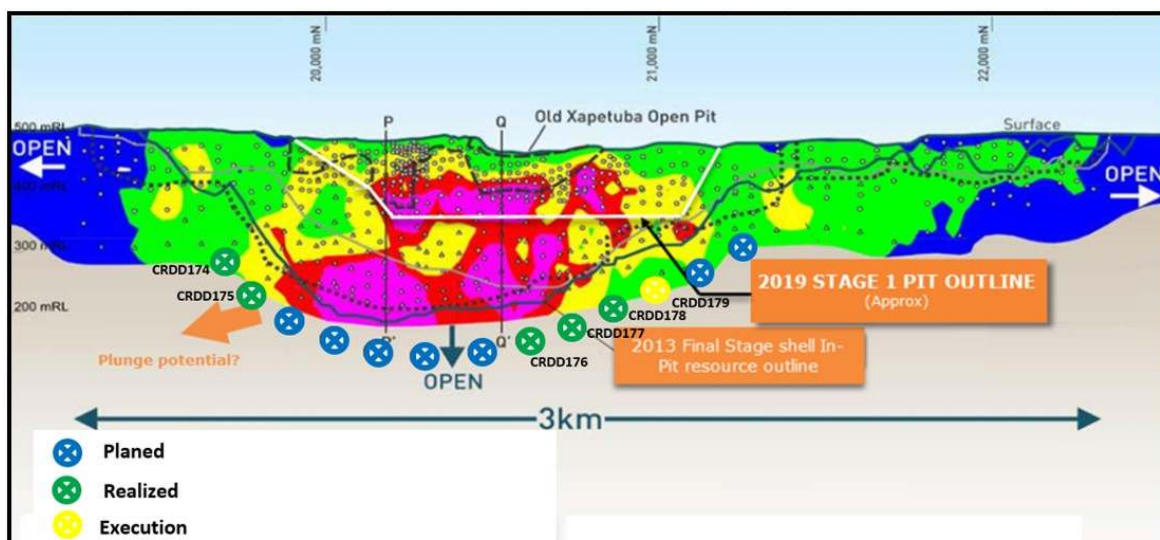 20,000 mN
21,000 mN
22,000 mN
P
Q
Old Xapetuba Open Pit
Surface
500 mRL
OPEN
OPEN
400 mRL
300 mRL
200 mRL
CRDD174
CRDD175
CRDD179
CRDD178
CRDD177
CRDD176
2019 STAGE 1 PIT OUTLINE
(Approx)
2013 Final Stage shell In-
Pit resource outline
P'
Q'
Plunge potential?
OPEN
3km
Planed
Realized
Execution